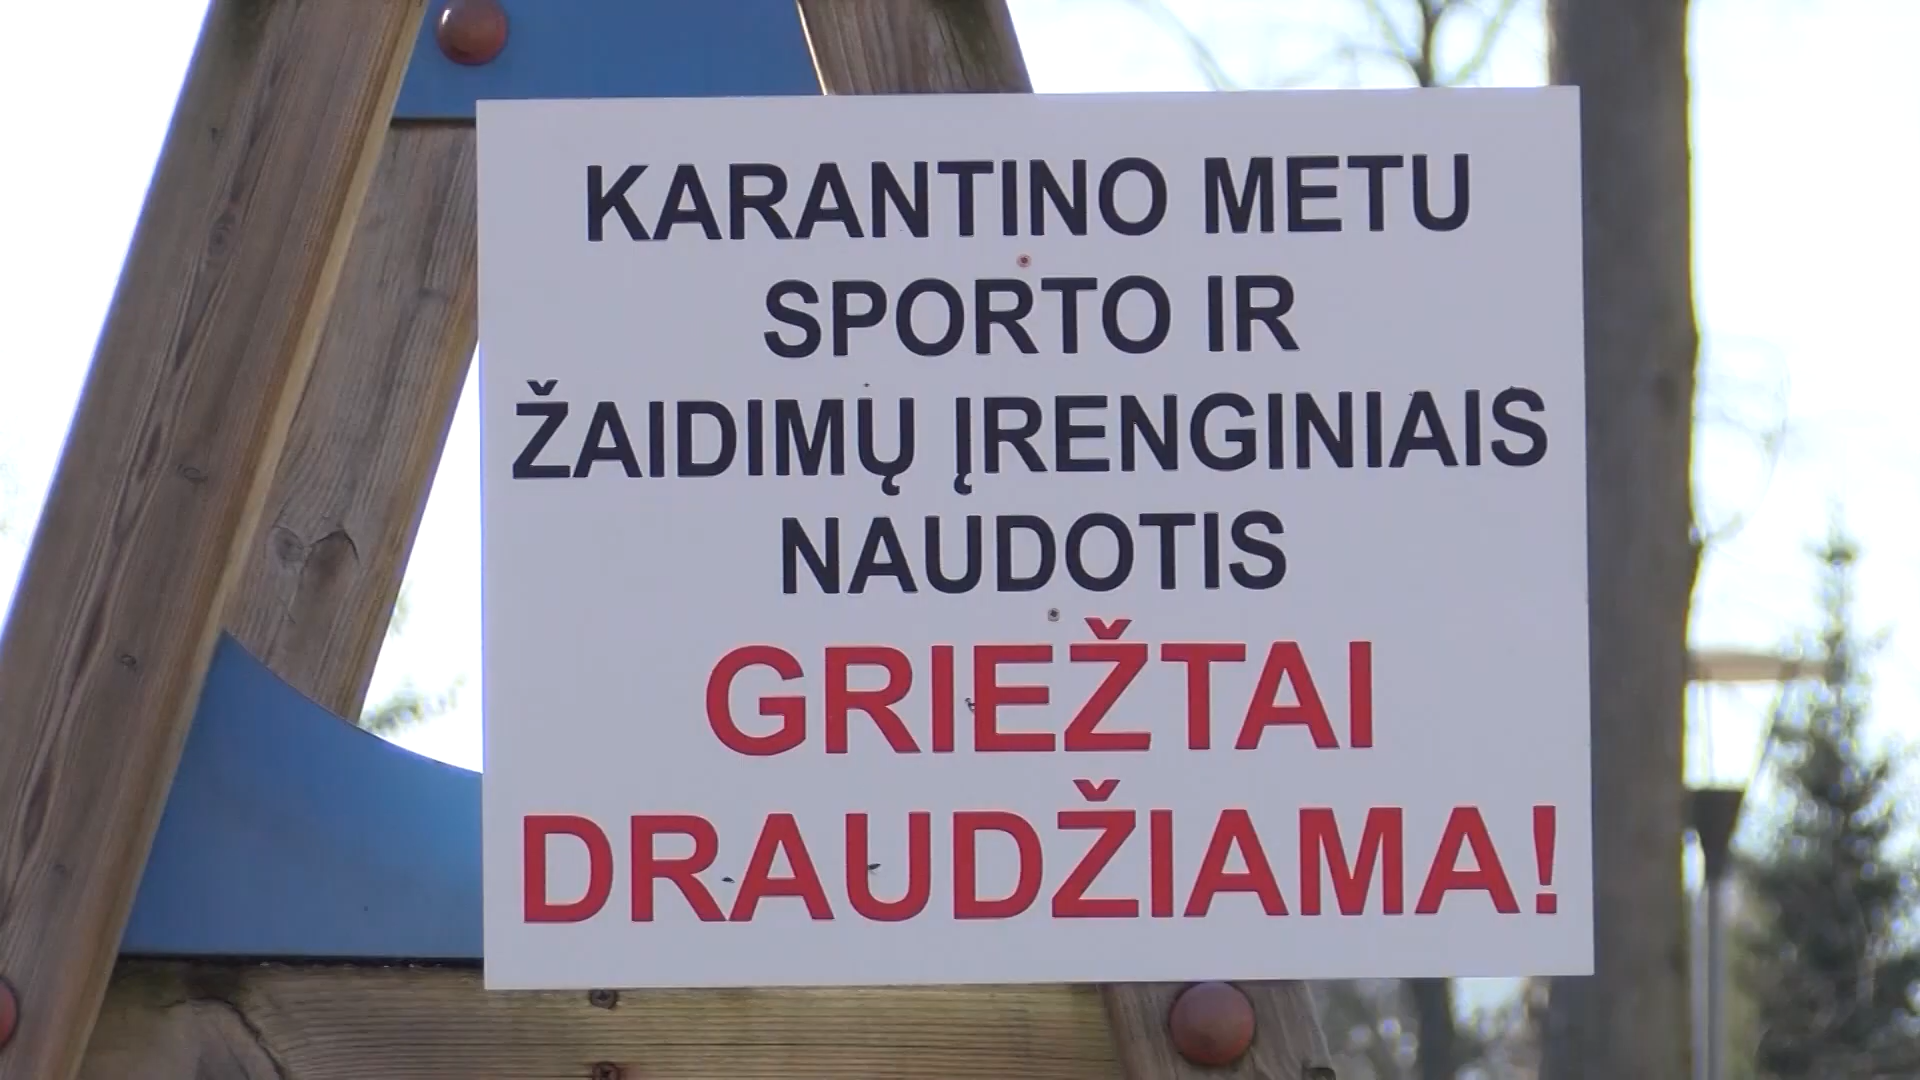 KARANTINO METU
SPORTO IR
ŽAIDIMŲ ĮRENGINIAIS
NAUDOTIS
GRIEŽTAI
DRAUDŽIAMA!